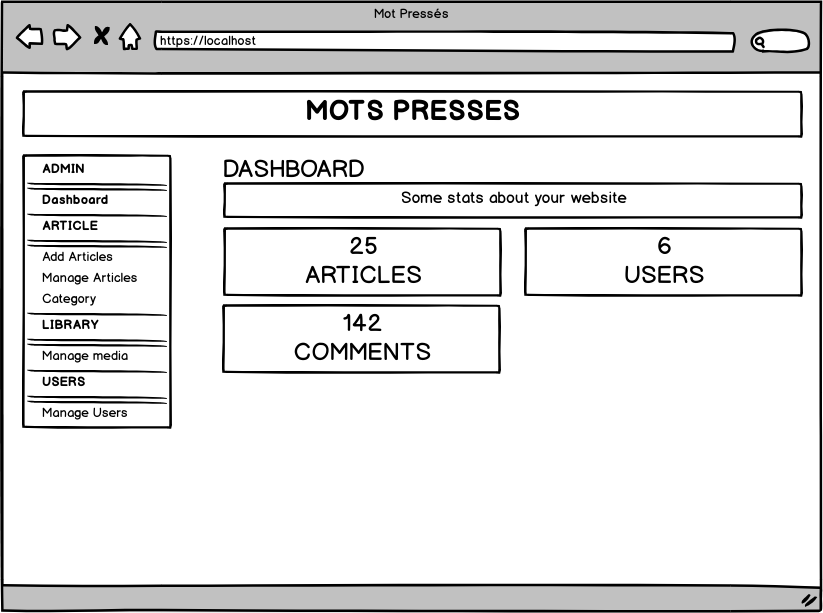 Mot Pressés
https://localhost
MOTS PRESSES
ADMIN
Dashboard
ARTICLE
Add Articles
Manage Articles
Category
LIBRARY
Manage media
USERS
Manage Users
DASHBOARD
Some stats about your website
25
ARTICLES
6
USERS
142
COMMENTS